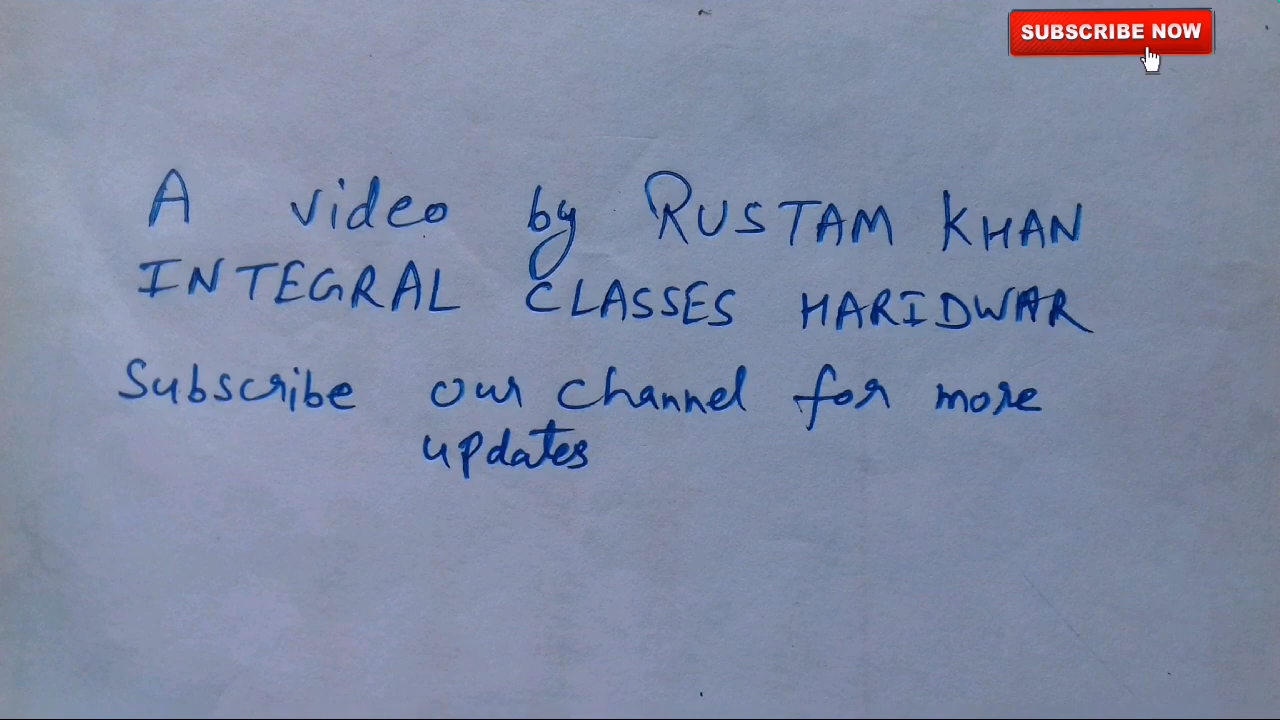 SUBSCRIBE NOW
A video by RUSTAM KHAN
INTEGRAL CLASSES HARIDWAR
Subscribe our channel for more
updates